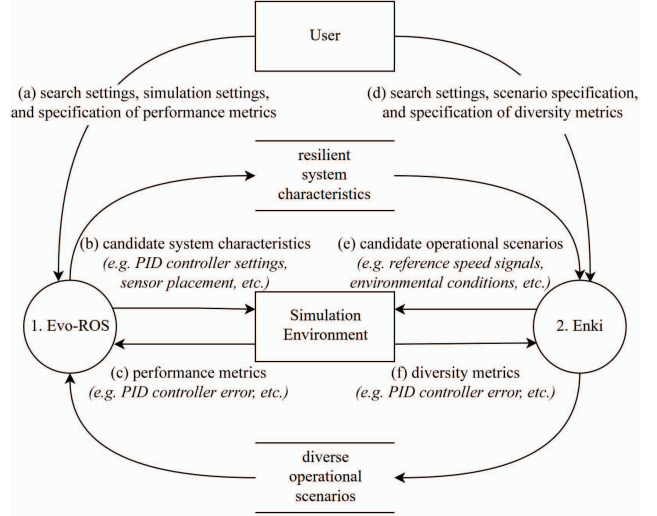 User
(a) search settings, simulation settings,
and specification of performance metrics
(d) search settings, scenario specification,
and specification of diversity metrics
resilient
system
characteristics
(b) candidate system characteristics
(e.g. PID controller settings,
sensor placement, etc.)
(e) candidate operational scenarios
(e.g. reference speed signals,
environmental conditions, etc.)
1. Evo-ROS
Simulation
Environment
2. Enki
(c) performance metrics
(e.g. PID controller error, etc.)
(f) diversity metrics
(e.g. PID controller error, etc.)
diverse
operational
scenarios